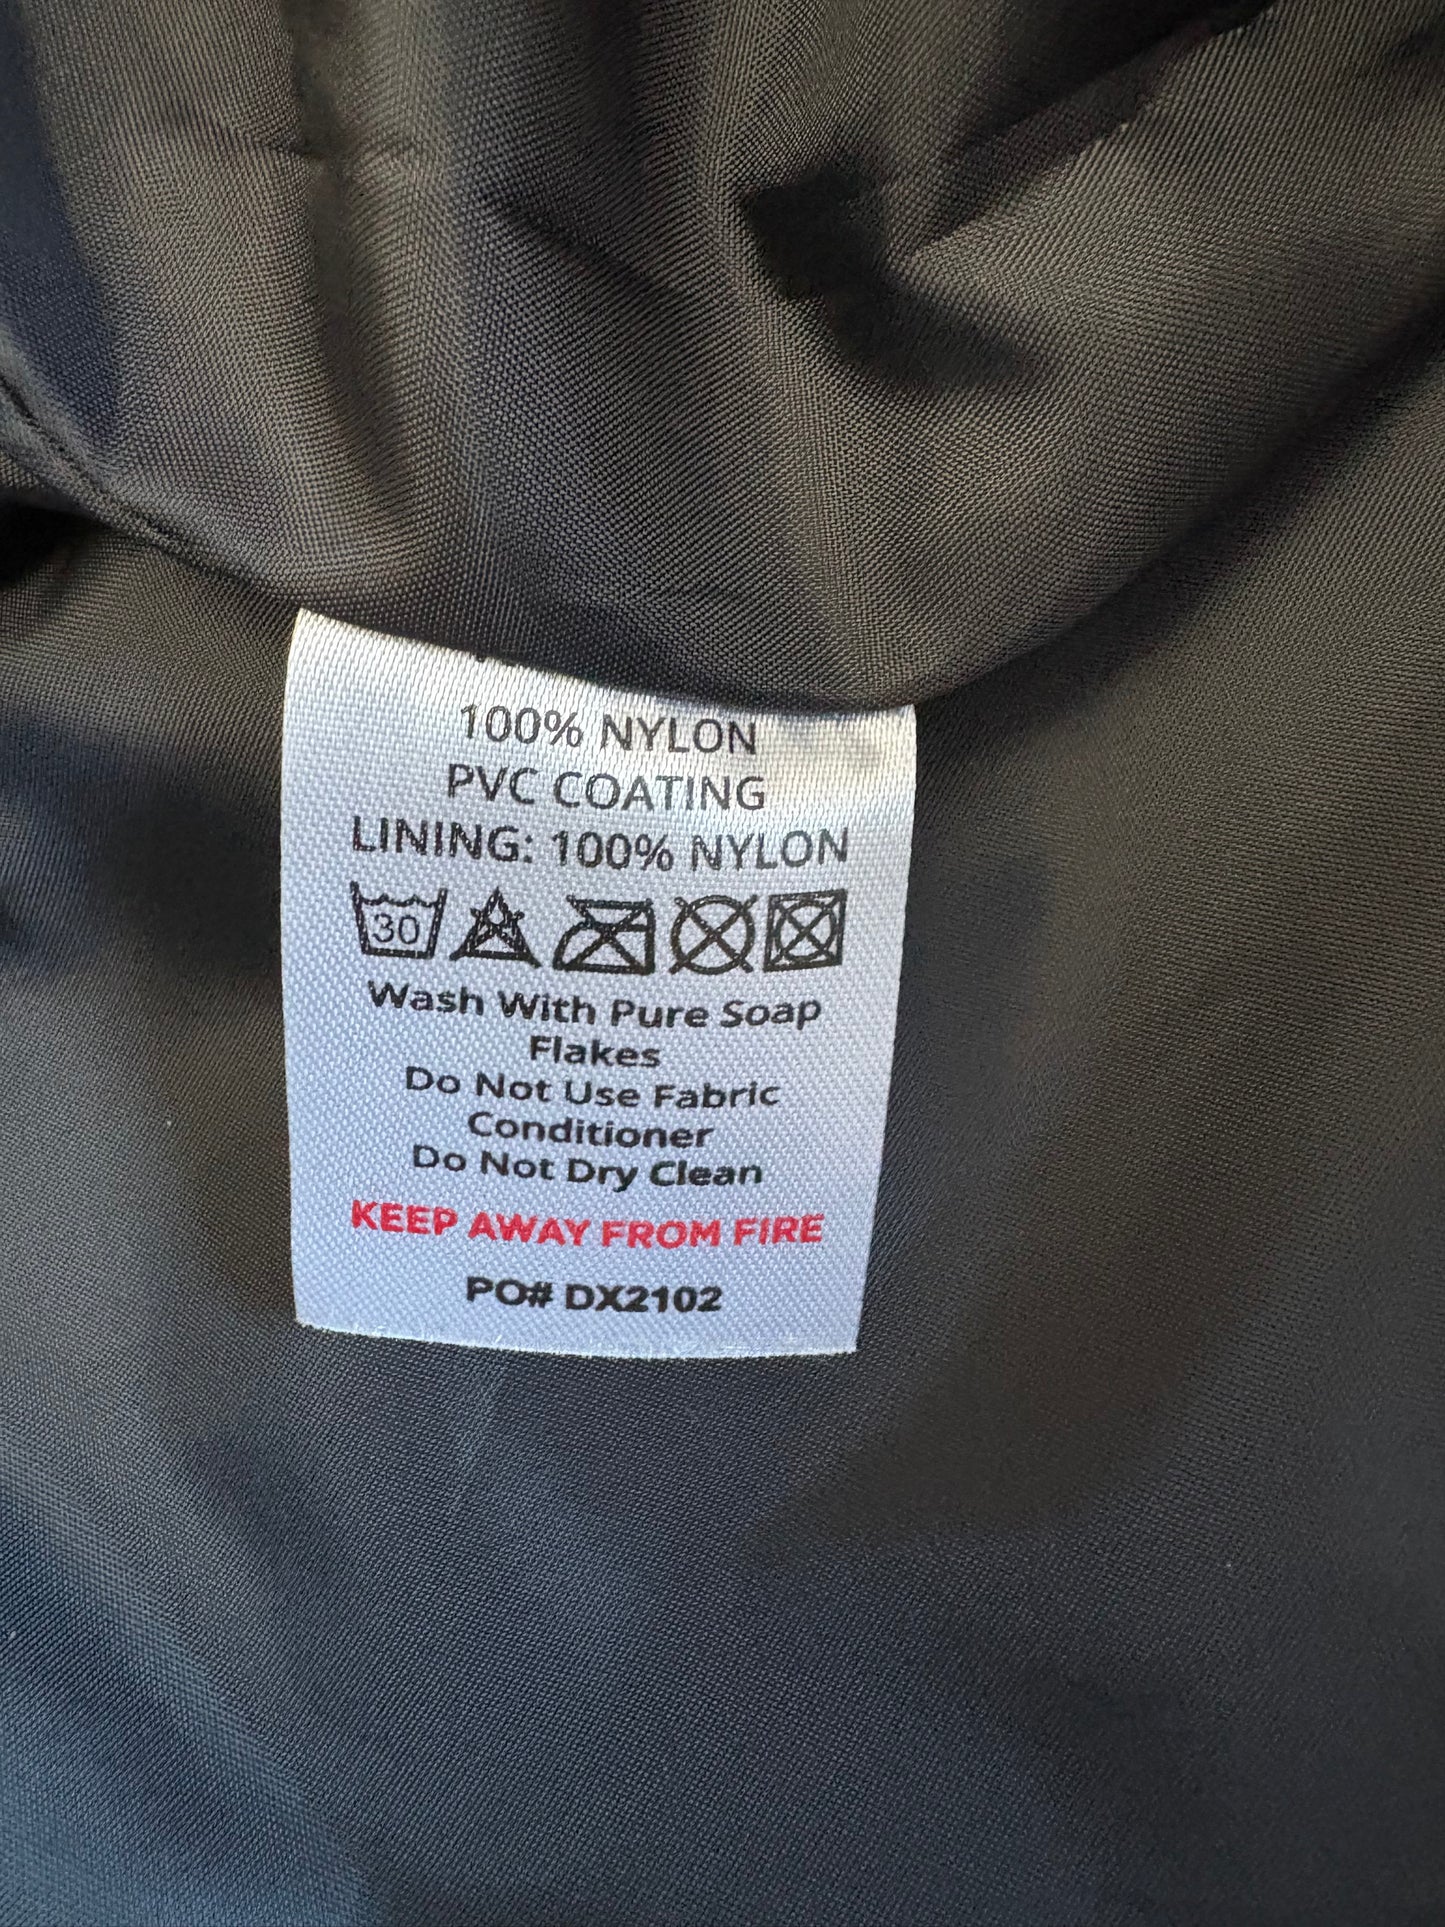 100% NYLON
PVC COATING
LINING: 100% NYLON
30
Wash With Pure Soap
Flakes
Do Not Use Fabric
Conditioner
Do Not Dry Clean
KEEP AWAY FROM FIRE
PO# DX2102